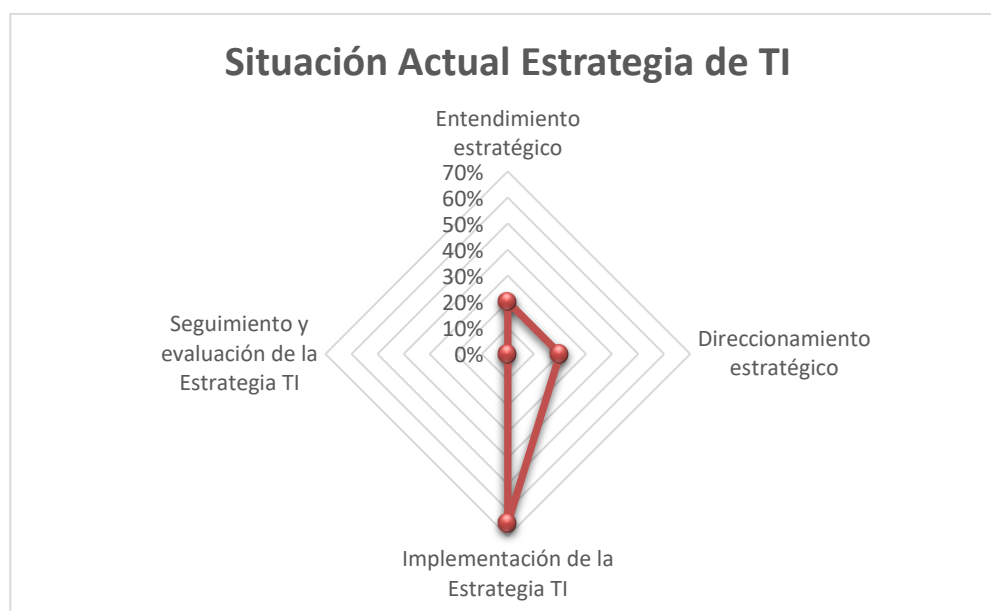 Situación Actual Estrategia de TI
Entendimiento
estratégico
70%
60%
50%
40%
30%
20%
10%
0%
Seguimiento y
evaluación de la
Estrategia TI
Direccionamiento
estratégico
Implementación de la
Estrategia TI